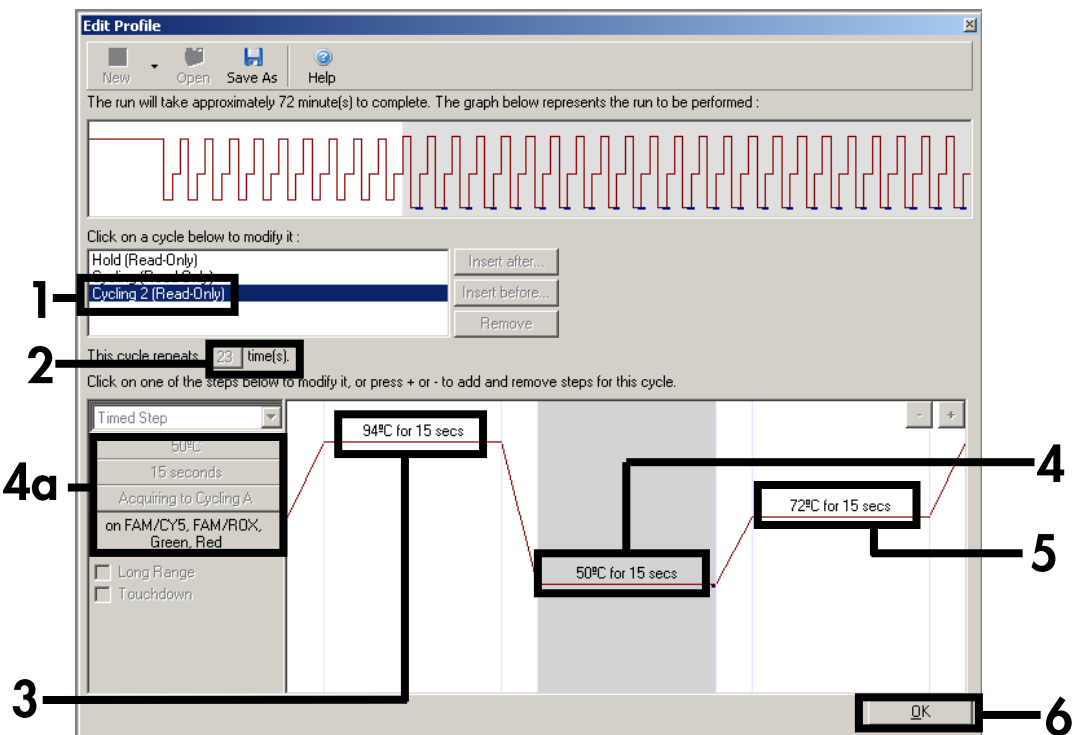 Edit Profile
New Open Save As Help
The run will take approximately 72 minute(s) to complete. The graph below represents the run to be performed :
Click on a cycle below to modify it :
Hold (Read-Only)
Insert after...
Cycling (Read-Only)
1
Cycling 2 (Read-Only)
Insert before...
Remove
2
This cycle repeats 23 time(s).
Click on one of the steps below to modify it, or press + or - to add and remove steps for this cycle.
Timed Step
- +
94ºC for 15 secs
50ºC
4
15 seconds
4a
Acquiring to Cycling A
72ºC for 15 secs
on FAM/CY5, FAM/ROX,
Green, Red
5
Long Range
50ºC for 15 secs
Touchdown
3
OK
6